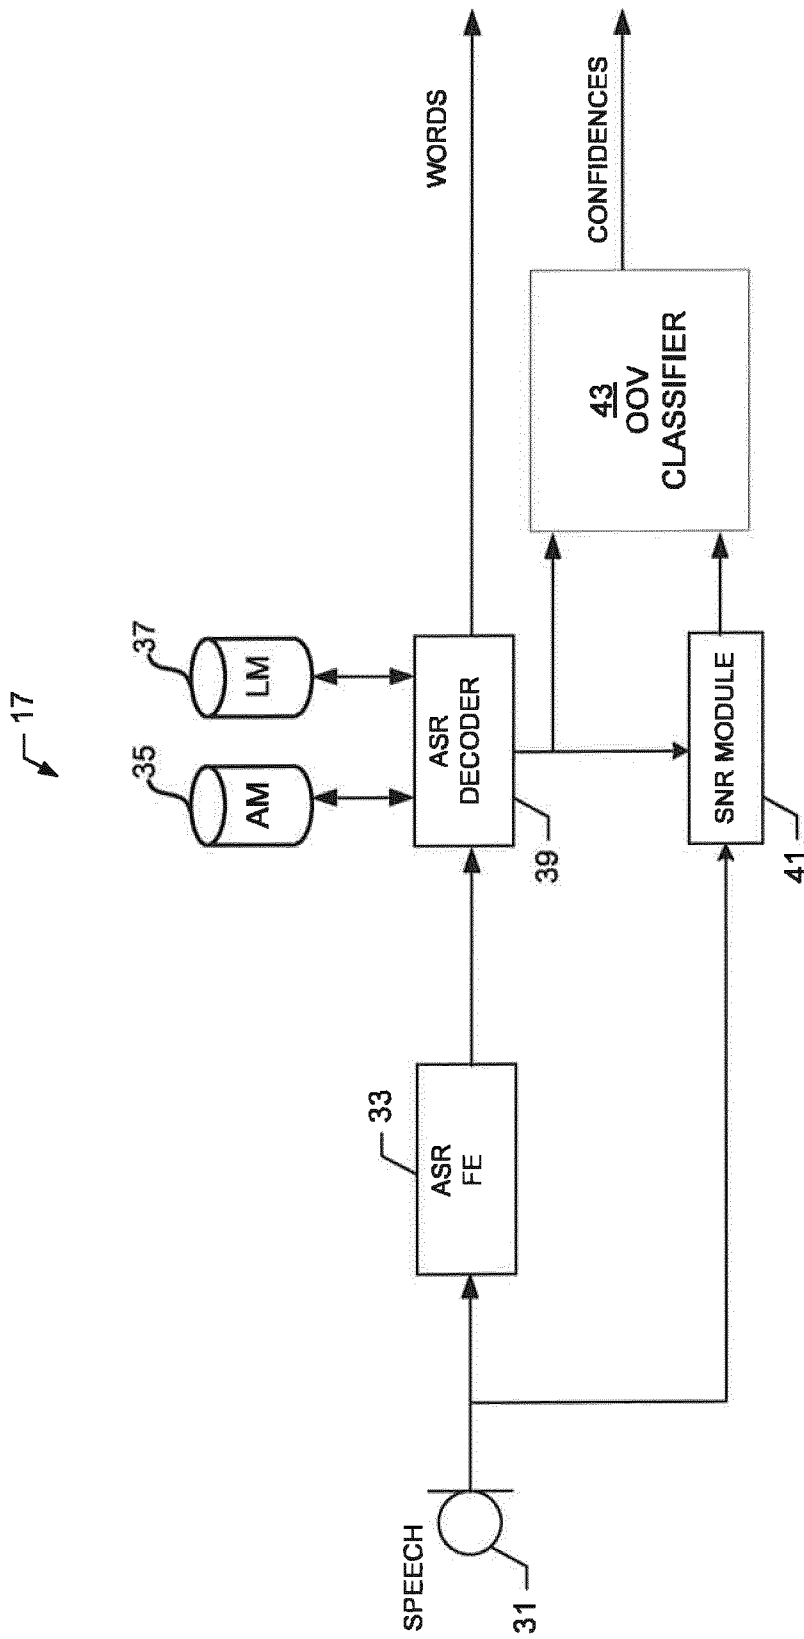 17
35
37
AM
LM
SPEECH
31
33
ASR
FE
ASR
DECODER
39
WORDS
SNR MODULE
41
43
OOV
CLASSIFIER
CONFIDENCES